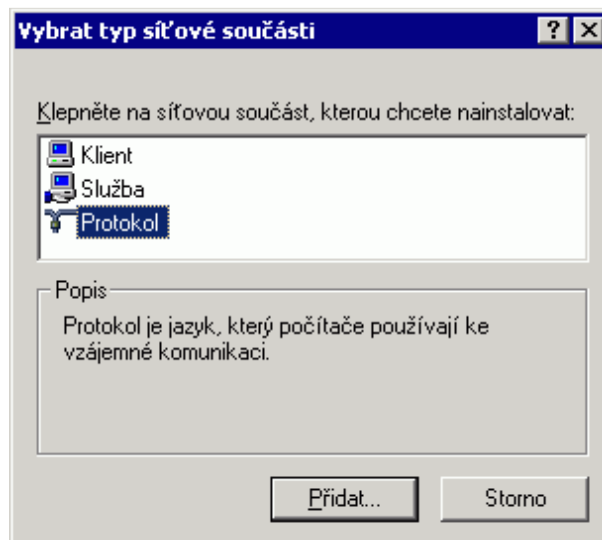 Vybrat typ síťové součásti
Klepněte na síťovou součást, kterou chcete nainstalovat:
Klient
Služba
Protokol
Popis
Protokol je jazyk, který počítače používají ke
vzájemné komunikaci.
Přidat... Storno